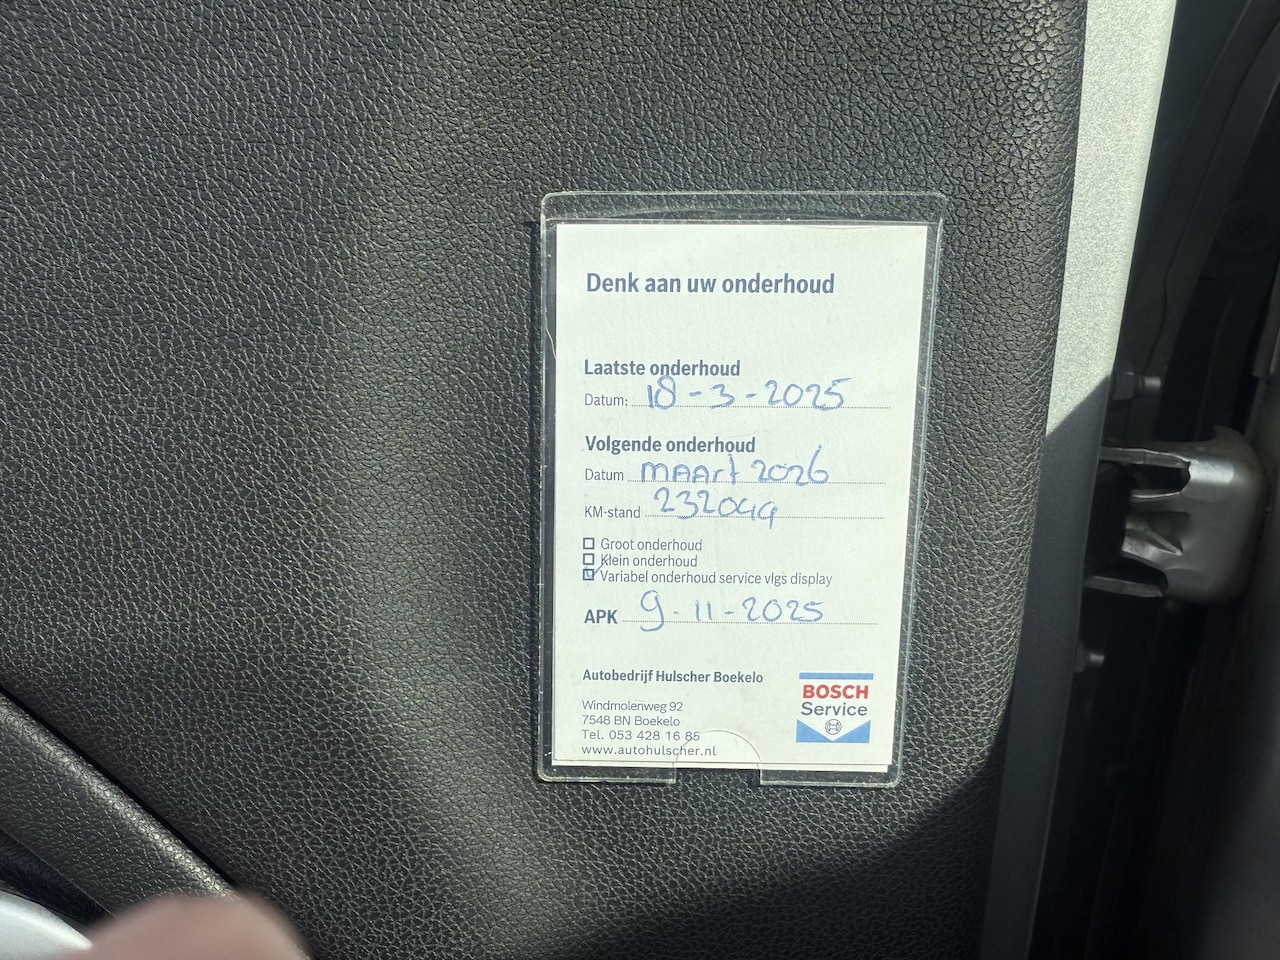 Denk aan uw onderhoud
Laatste onderhoud
Datum: 18-3-2025
Volgende onderhoud
Datum maart 2026
KM-stand 232049
Groot onderhoud
Klein onderhoud
Variabel onderhoud service vlgs display
APK 9-11-2025
Autobedrijf Hulscher Boekelo
Windmolenweg 92
7548 BN Boekelo
Tel. 053 428 16 85
www.autohulscher.nl
BOSCH
Service